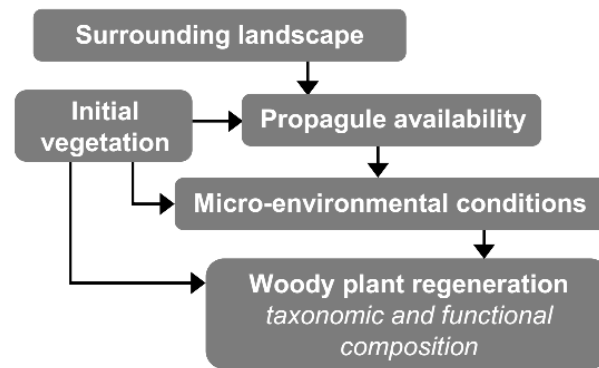 Surrounding landscape
Initial
vegetation
Propagule availability
Micro-environmental conditions
Woody plant regeneration
taxonomic and functional
composition